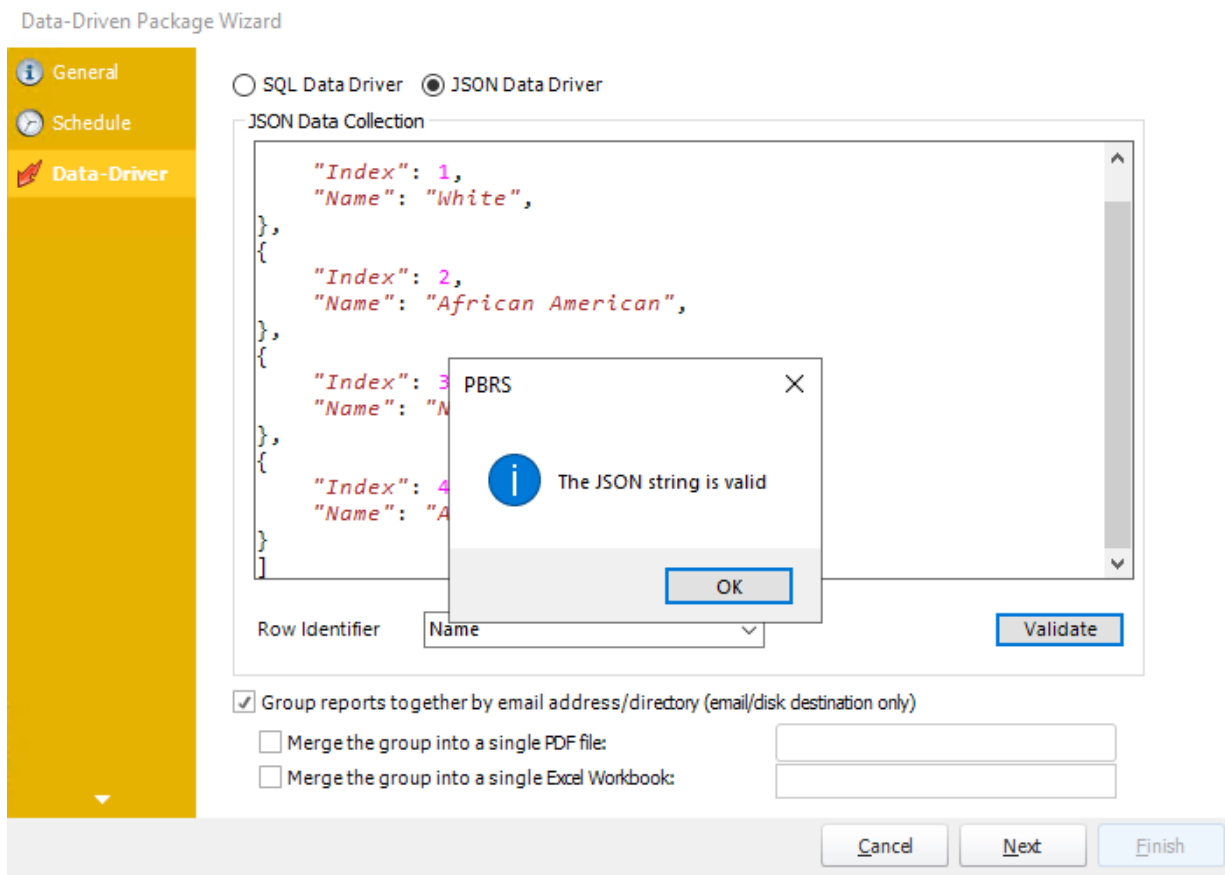 Data-Driven Package Wizard
General
Schedule
Data-Driver
SQL Data Driver JSON Data Driver
JSON Data Collection
"Index": 1,
"Name": "White",
},
{
"Index": 2,
"Name": "African American",
},
{
"Index": 3
"Name": "N
},
{
"Index": 4
"Name": "A
}
]
PBRS
The JSON string is valid
OK
Row Identifier Name Validate
Group reports together by email address/directory (email/disk destination only)
Merge the group into a single PDF file:
Merge the group into a single Excel Workbook:
Cancel Next Finish